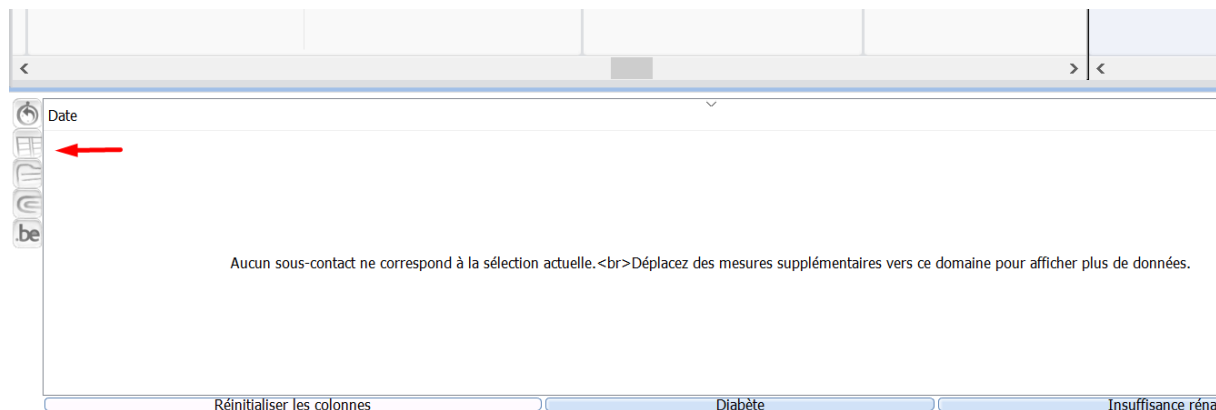 Date
.be
Aucun sous-contact ne correspond à la sélection actuelle.<br>Déplacez des mesures supplémentaires vers ce domaine pour afficher plus de données.
Réinitialiser les colonnes
Diabète
Insuffisance réna